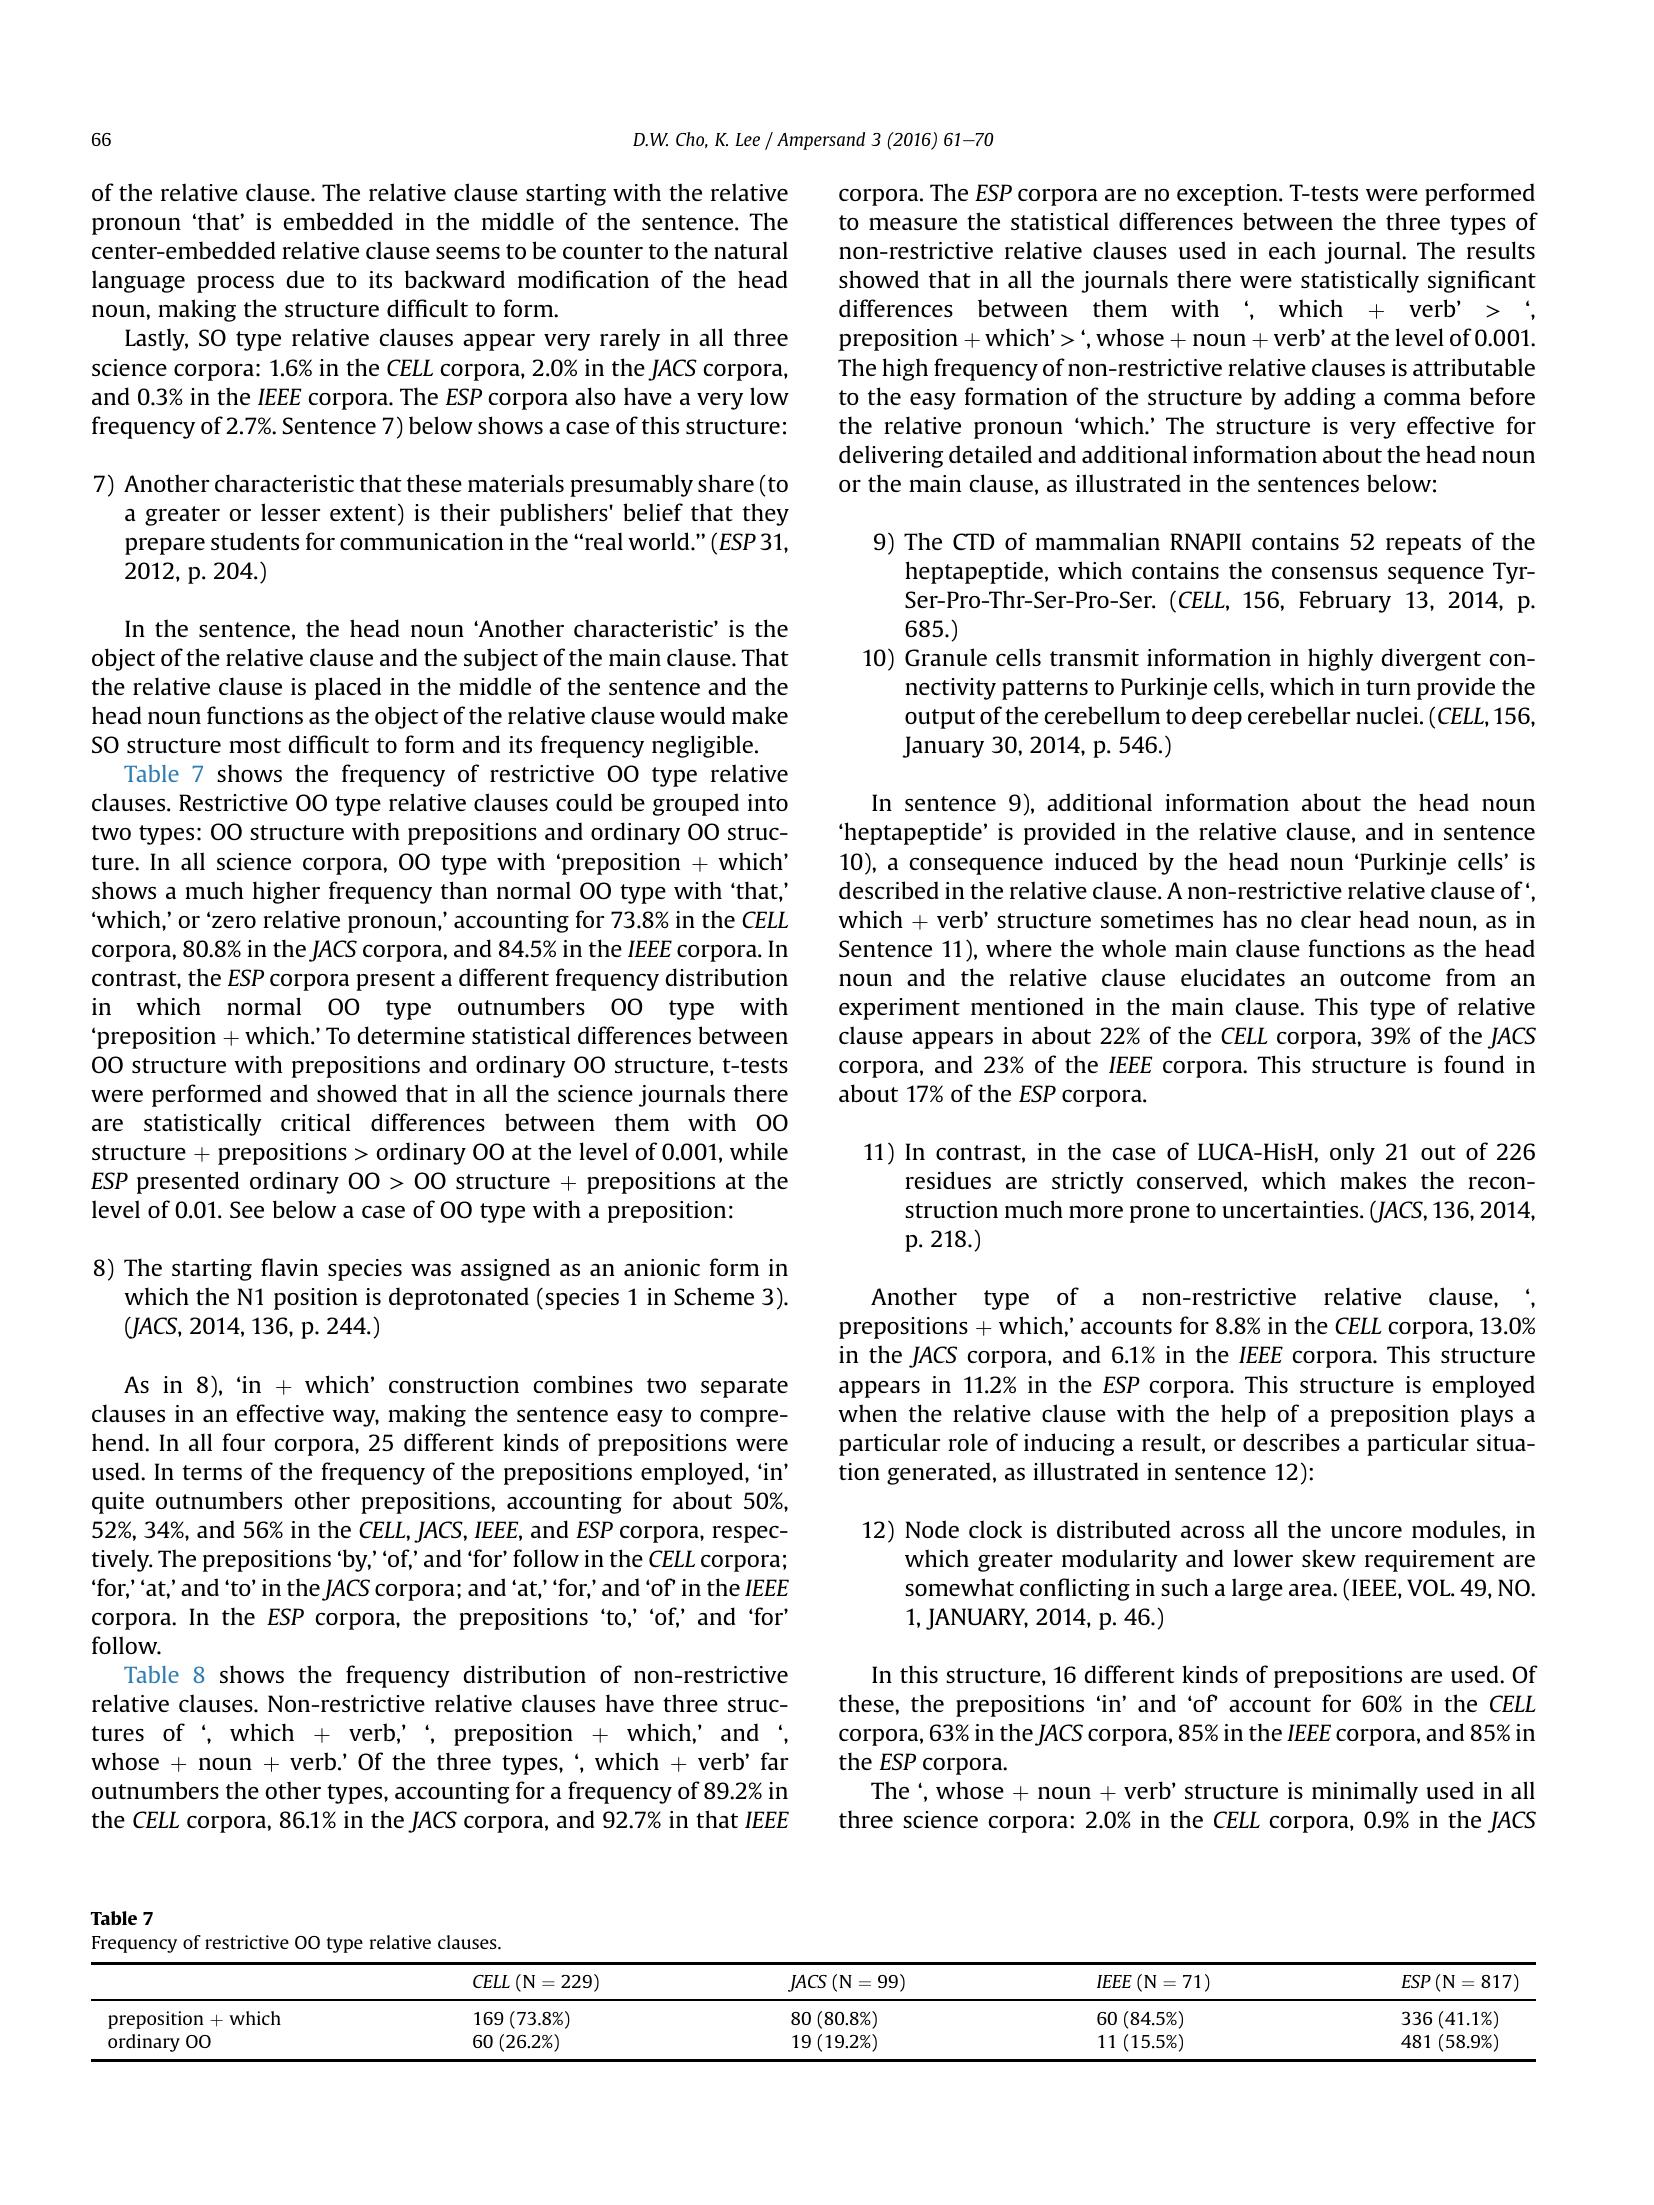 66
D.W. Cho, K. Lee / Ampersand 3 (2016) 61–70
of the relative clause. The relative clause starting with the relative
pronoun ‘that’ is embedded in the middle of the sentence. The
center-embedded relative clause seems to be counter to the natural
language process due to its backward modification of the head
noun, making the structure difficult to form.
Lastly, SO type relative clauses appear very rarely in all three
science corpora: 1.6% in the CELL corpora, 2.0% in the JACS corpora,
and 0.3% in the IEEE corpora. The ESP corpora also have a very low
frequency of 2.7%. Sentence 7) below shows a case of this structure:
7) Another characteristic that these materials presumably share (to
a greater or lesser extent) is their publishers' belief that they
prepare students for communication in the “real world.” (ESP 31,
2012, p. 204.)
In the sentence, the head noun ‘Another characteristic’ is the
object of the relative clause and the subject of the main clause. That
the relative clause is placed in the middle of the sentence and the
head noun functions as the object of the relative clause would make
SO structure most difficult to form and its frequency negligible.
Table 7 shows the frequency of restrictive OO type relative
clauses. Restrictive OO type relative clauses could be grouped into
two types: OO structure with prepositions and ordinary OO struc-
ture. In all science corpora, OO type with ‘preposition + which’
shows a much higher frequency than normal OO type with ‘that,’
‘which,’ or ‘zero relative pronoun,’ accounting for 73.8% in the CELL
corpora, 80.8% in the JACS corpora, and 84.5% in the IEEE corpora. In
contrast, the ESP corpora present a different frequency distribution
in which normal OO type outnumbers OO type with
‘preposition + which.’ To determine statistical differences between
OO structure with prepositions and ordinary OO structure, t-tests
were performed and showed that in all the science journals there
are statistically critical differences between them with OO
structure + prepositions > ordinary OO at the level of 0.001, while
ESP presented ordinary OO > OO structure + prepositions at the
level of 0.01. See below a case of OO type with a preposition:
8) The starting flavin species was assigned as an anionic form in
which the N1 position is deprotonated (species 1 in Scheme 3).
(JACS, 2014, 136, p. 244.)
As in 8), ‘in + which’ construction combines two separate
clauses in an effective way, making the sentence easy to compre-
hend. In all four corpora, 25 different kinds of prepositions were
used. In terms of the frequency of the prepositions employed, ‘in’
quite outnumbers other prepositions, accounting for about 50%,
52%, 34%, and 56% in the CELL, JACS, IEEE, and ESP corpora, respec-
tively. The prepositions ‘by,’ ‘of,’ and ‘for’ follow in the CELL corpora;
‘for,’ ‘at,’ and ‘to’ in the JACS corpora; and ‘at,’ ‘for,’ and ‘of’ in the IEEE
corpora. In the ESP corpora, the prepositions ‘to,’ ‘of,’ and ‘for’
follow.
Table 8 shows the frequency distribution of non-restrictive
relative clauses. Non-restrictive relative clauses have three struc-
tures of ‘, which + verb,’ ‘, preposition + which,’ and ‘,
whose + noun + verb.’ Of the three types, ‘, which + verb’ far
outnumbers the other types, accounting for a frequency of 89.2% in
the CELL corpora, 86.1% in the JACS corpora, and 92.7% in that IEEE
corpora. The ESP corpora are no exception. T-tests were performed
to measure the statistical differences between the three types of
non-restrictive relative clauses used in each journal. The results
showed that in all the journals there were statistically significant
differences between them with ‘, which + verb’ > ‘,
preposition + which’ > ‘, whose + noun + verb’ at the level of 0.001.
The high frequency of non-restrictive relative clauses is attributable
to the easy formation of the structure by adding a comma before
the relative pronoun ‘which.’ The structure is very effective for
delivering detailed and additional information about the head noun
or the main clause, as illustrated in the sentences below:
9) The CTD of mammalian RNAPII contains 52 repeats of the
heptapeptide, which contains the consensus sequence Tyr-
Ser-Pro-Thr-Ser-Pro-Ser. (CELL, 156, February 13, 2014, p.
685.)
10) Granule cells transmit information in highly divergent con-
nectivity patterns to Purkinje cells, which in turn provide the
output of the cerebellum to deep cerebellar nuclei. (CELL, 156,
January 30, 2014, p. 546.)
In sentence 9), additional information about the head noun
‘heptapeptide’ is provided in the relative clause, and in sentence
10), a consequence induced by the head noun ‘Purkinje cells’ is
described in the relative clause. A non-restrictive relative clause of ‘,
which + verb’ structure sometimes has no clear head noun, as in
Sentence 11), where the whole main clause functions as the head
noun and the relative clause elucidates an outcome from an
experiment mentioned in the main clause. This type of relative
clause appears in about 22% of the CELL corpora, 39% of the JACS
corpora, and 23% of the IEEE corpora. This structure is found in
about 17% of the ESP corpora.
11) In contrast, in the case of LUCA-HisH, only 21 out of 226
residues are strictly conserved, which makes the recon-
struction much more prone to uncertainties. (JACS, 136, 2014,
p. 218.)
Another type of a non-restrictive relative clause, ‘,
prepositions + which,’ accounts for 8.8% in the CELL corpora, 13.0%
in the JACS corpora, and 6.1% in the IEEE corpora. This structure
appears in 11.2% in the ESP corpora. This structure is employed
when the relative clause with the help of a preposition plays a
particular role of inducing a result, or describes a particular situa-
tion generated, as illustrated in sentence 12):
12) Node clock is distributed across all the uncore modules, in
which greater modularity and lower skew requirement are
somewhat conflicting in such a large area. (IEEE, VOL. 49, NO.
1, JANUARY, 2014, p. 46.)
In this structure, 16 different kinds of prepositions are used. Of
these, the prepositions ‘in’ and ‘of’ account for 60% in the CELL
corpora, 63% in the JACS corpora, 85% in the IEEE corpora, and 85% in
the ESP corpora.
The ‘, whose + noun + verb’ structure is minimally used in all
three science corpora: 2.0% in the CELL corpora, 0.9% in the JACS
Table 7
Frequency of restrictive OO type relative clauses.
CELL (N = 229) JACS (N = 99) IEEE (N = 71) ESP (N = 817)
preposition + which 169 (73.8%) 80 (80.8%) 60 (84.5%) 336 (41.1%)
ordinary OO 60 (26.2%) 19 (19.2%) 11 (15.5%) 481 (58.9%)